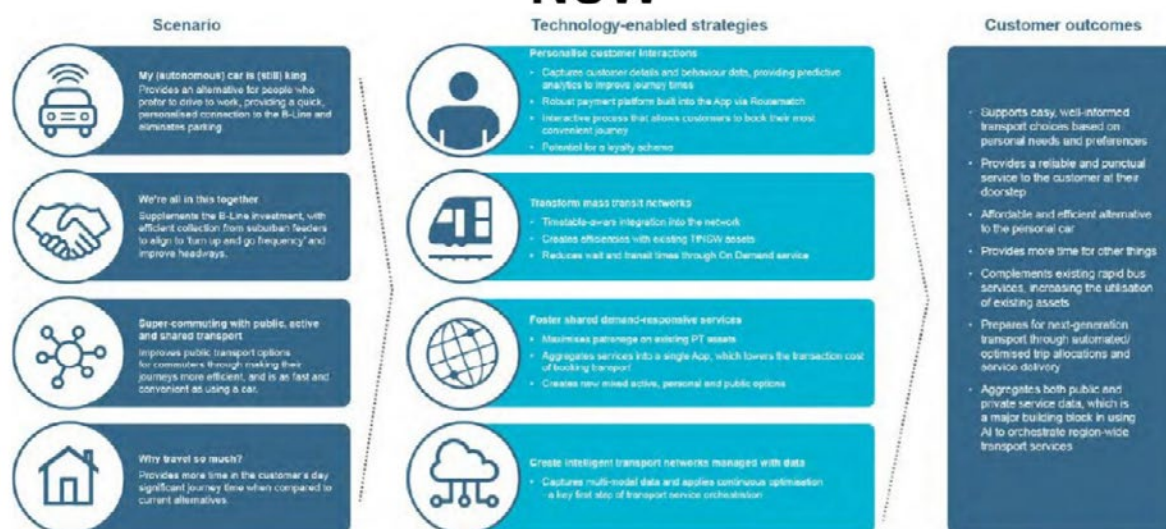 NSW
Scenario
My (autonomous) car is (still) king
Provides an alternative for people who
prefer to drive to work, providing a quick,
personalised connection to the B-Line and
eliminates parking.
We're all in this together
Supplements the B-Line investment, with
efficient collection from suburban feeders
to align to 'turn up and go frequency' and
improve headways.
Super-commuting with public, active
and shared transport
Improves public transport options
for commuters through making their
journeys more efficient, and is as fast and
convenient as using a car.
Why travel so much?
Provides more time in the customer's day
significant journey time when compared to
current alternatives.
Technology-enabled strategies
Personalise customer interactions
• Captures customer details and behaviour data, providing predictive
analytics to improve journey times
• Robust payment platform built into the App via Routematch
• Interactive process that allows customers to book their most
convenient journey
• Potential for a loyalty scheme
Transform mass transit networks
• Timetable-aware integration into the network
• Creates efficiencies with existing TfNSW assets
• Reduces wait and transit times through On Demand service
Foster shared demand-responsive services
• Maximises patronage on existing PT assets
• Aggregates services into a single App, which lowers the transaction cost
of booking transport
• Creates new mixed active, personal and public options
Create intelligent transport networks managed with data
• Captures multi-modal data and applies continuous optimisation
- a key first step of transport service orchestration
Customer outcomes
• Supports easy, well-informed
transport choices based on
personal needs and preferences
• Provides a reliable and punctual
service to the customer at their
doorstep
• Affordable and efficient alternative
to the personal car
• Provides more time for other things
• Complements existing rapid bus
services, increasing the utilisation
of existing assets
• Prepares for next-generation
transport through automated/
optimised trip allocations and
service delivery
• Aggregates both public and
private service data, which is
a major building block in using
AI to orchestrate region-wide
transport services